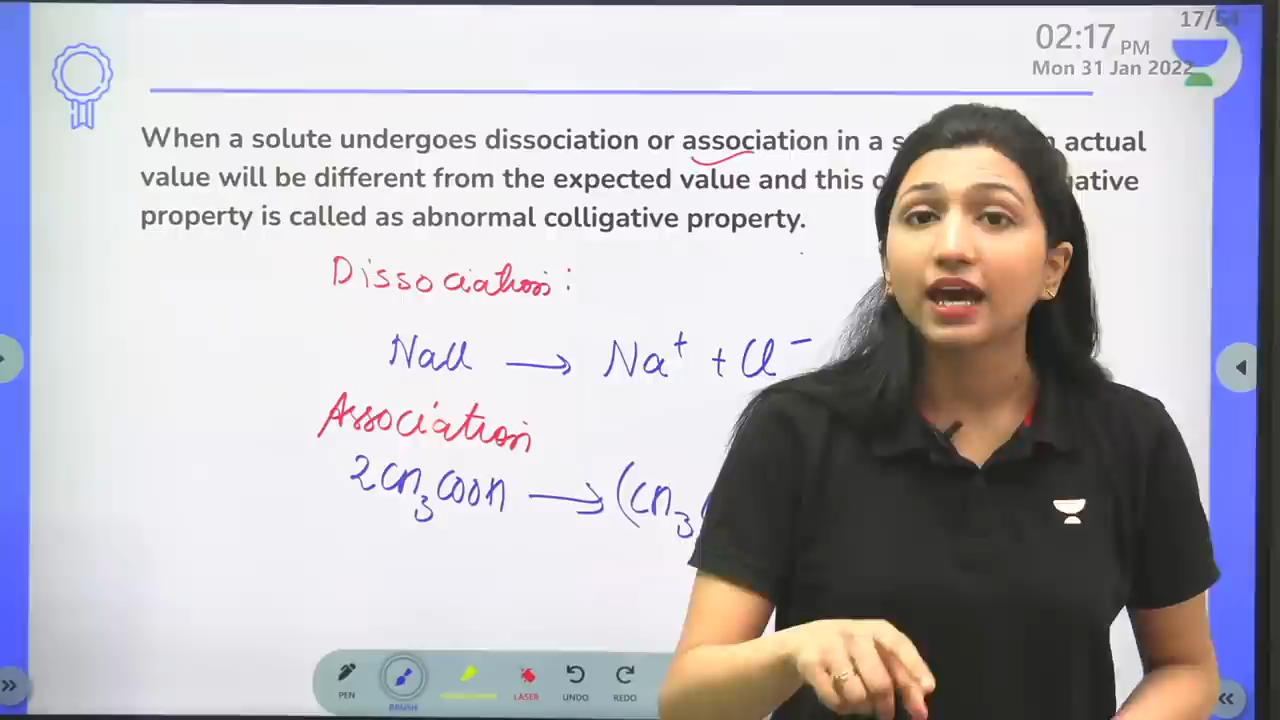 17/54
02:17 PM
Mon 31 Jan 2022
When a solute undergoes dissociation or association in a actual
value will be different from the expected value and this
property is called as abnormal colligative property.
Dissociation :
NaCl → Na⁺ + Cl⁻
Association
2CH₃COOH → (CH₃
PEN
BRUSH
LASER
UNDO
REDO